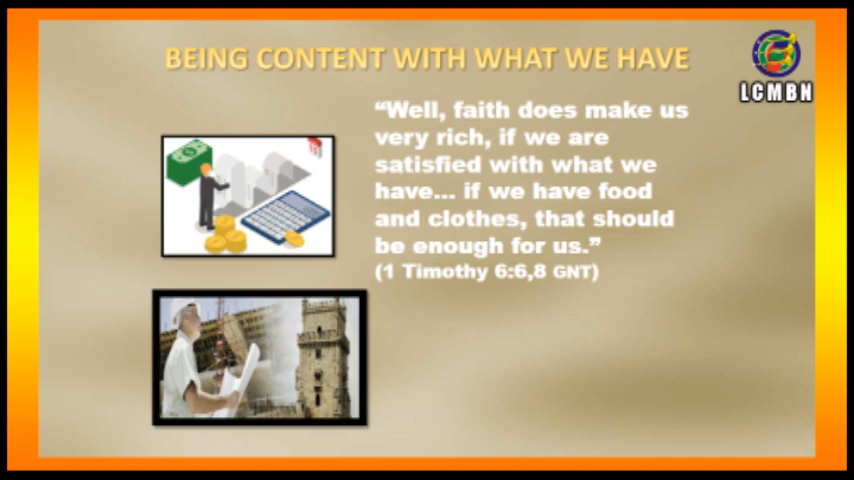 BEING CONTENT WITH WHAT WE HAVE
LCMBN
“Well, faith does make us
very rich, if we are
satisfied with what we
have... if we have food
and clothes, that should
be enough for us.”
(1 Timothy 6:6,8 GNT)